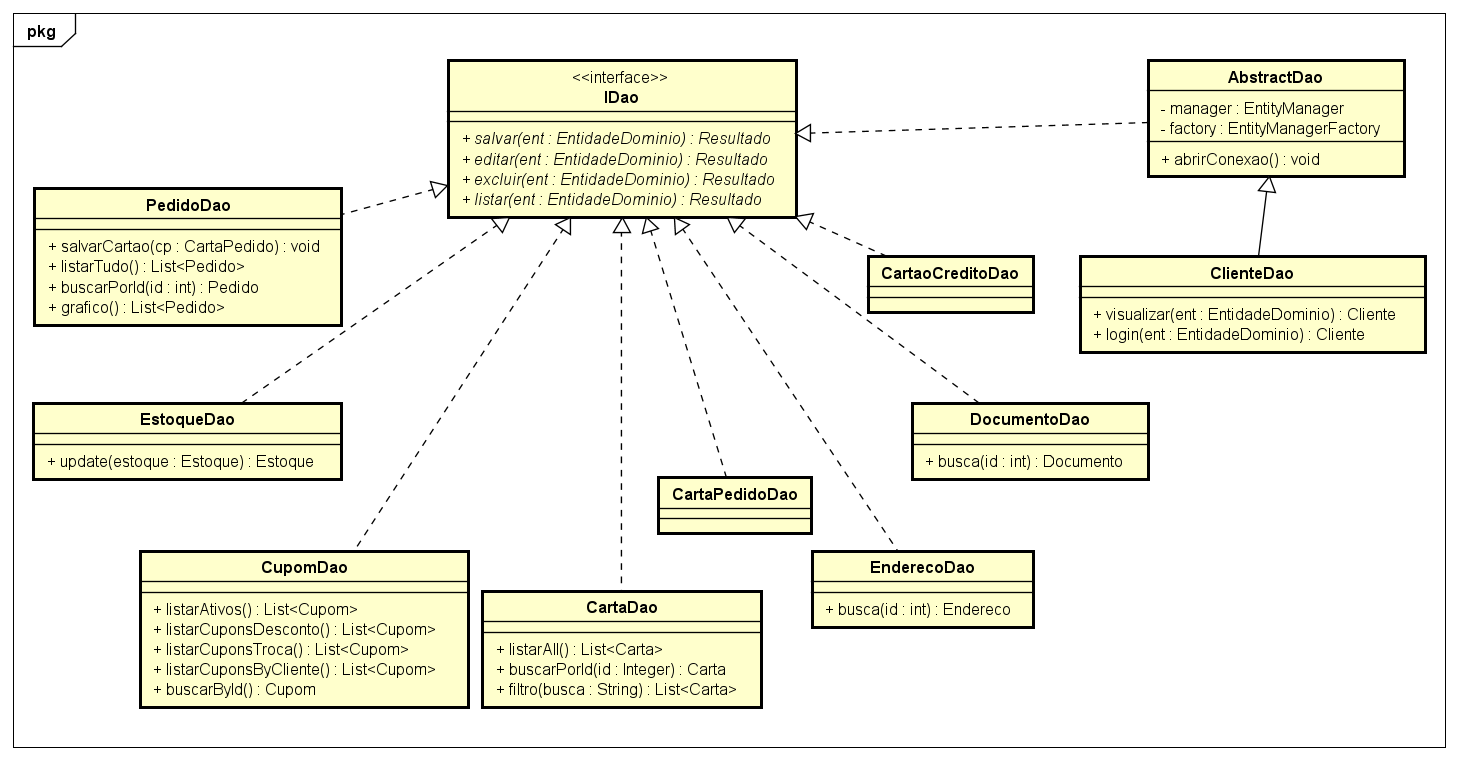 pkg
<<interface>>
IDao
+ salvar(ent : EntidadeDominio) : Resultado
+ editar(ent : EntidadeDominio) : Resultado
+ excluir(ent : EntidadeDominio) : Resultado
+ listar(ent : EntidadeDominio) : Resultado
AbstractDao
- manager : EntityManager
- factory : EntityManagerFactory
+ abrirConexao() : void
PedidoDao
+ salvarCartao(cp : CartaPedido) : void
+ listarTudo() : List<Pedido>
+ buscarPorId(id : int) : Pedido
+ grafico() : List<Pedido>
CartaoCreditoDao
ClienteDao
+ visualizar(ent : EntidadeDominio) : Cliente
+ login(ent : EntidadeDominio) : Cliente
EstoqueDao
+ update(estoque : Estoque) : Estoque
DocumentoDao
+ busca(id : int) : Documento
CartaPedidoDao
CupomDao
+ listarAtivos() : List<Cupom>
+ listarCuponsDesconto() : List<Cupom>
+ listarCuponsTroca() : List<Cupom>
+ listarCuponsByCliente() : List<Cupom>
+ buscarById() : Cupom
CartaDao
+ listarAll() : List<Carta>
+ buscarPorId(id : Integer) : Carta
+ filtro(busca : String) : List<Carta>
EnderecoDao
+ busca(id : int) : Endereco